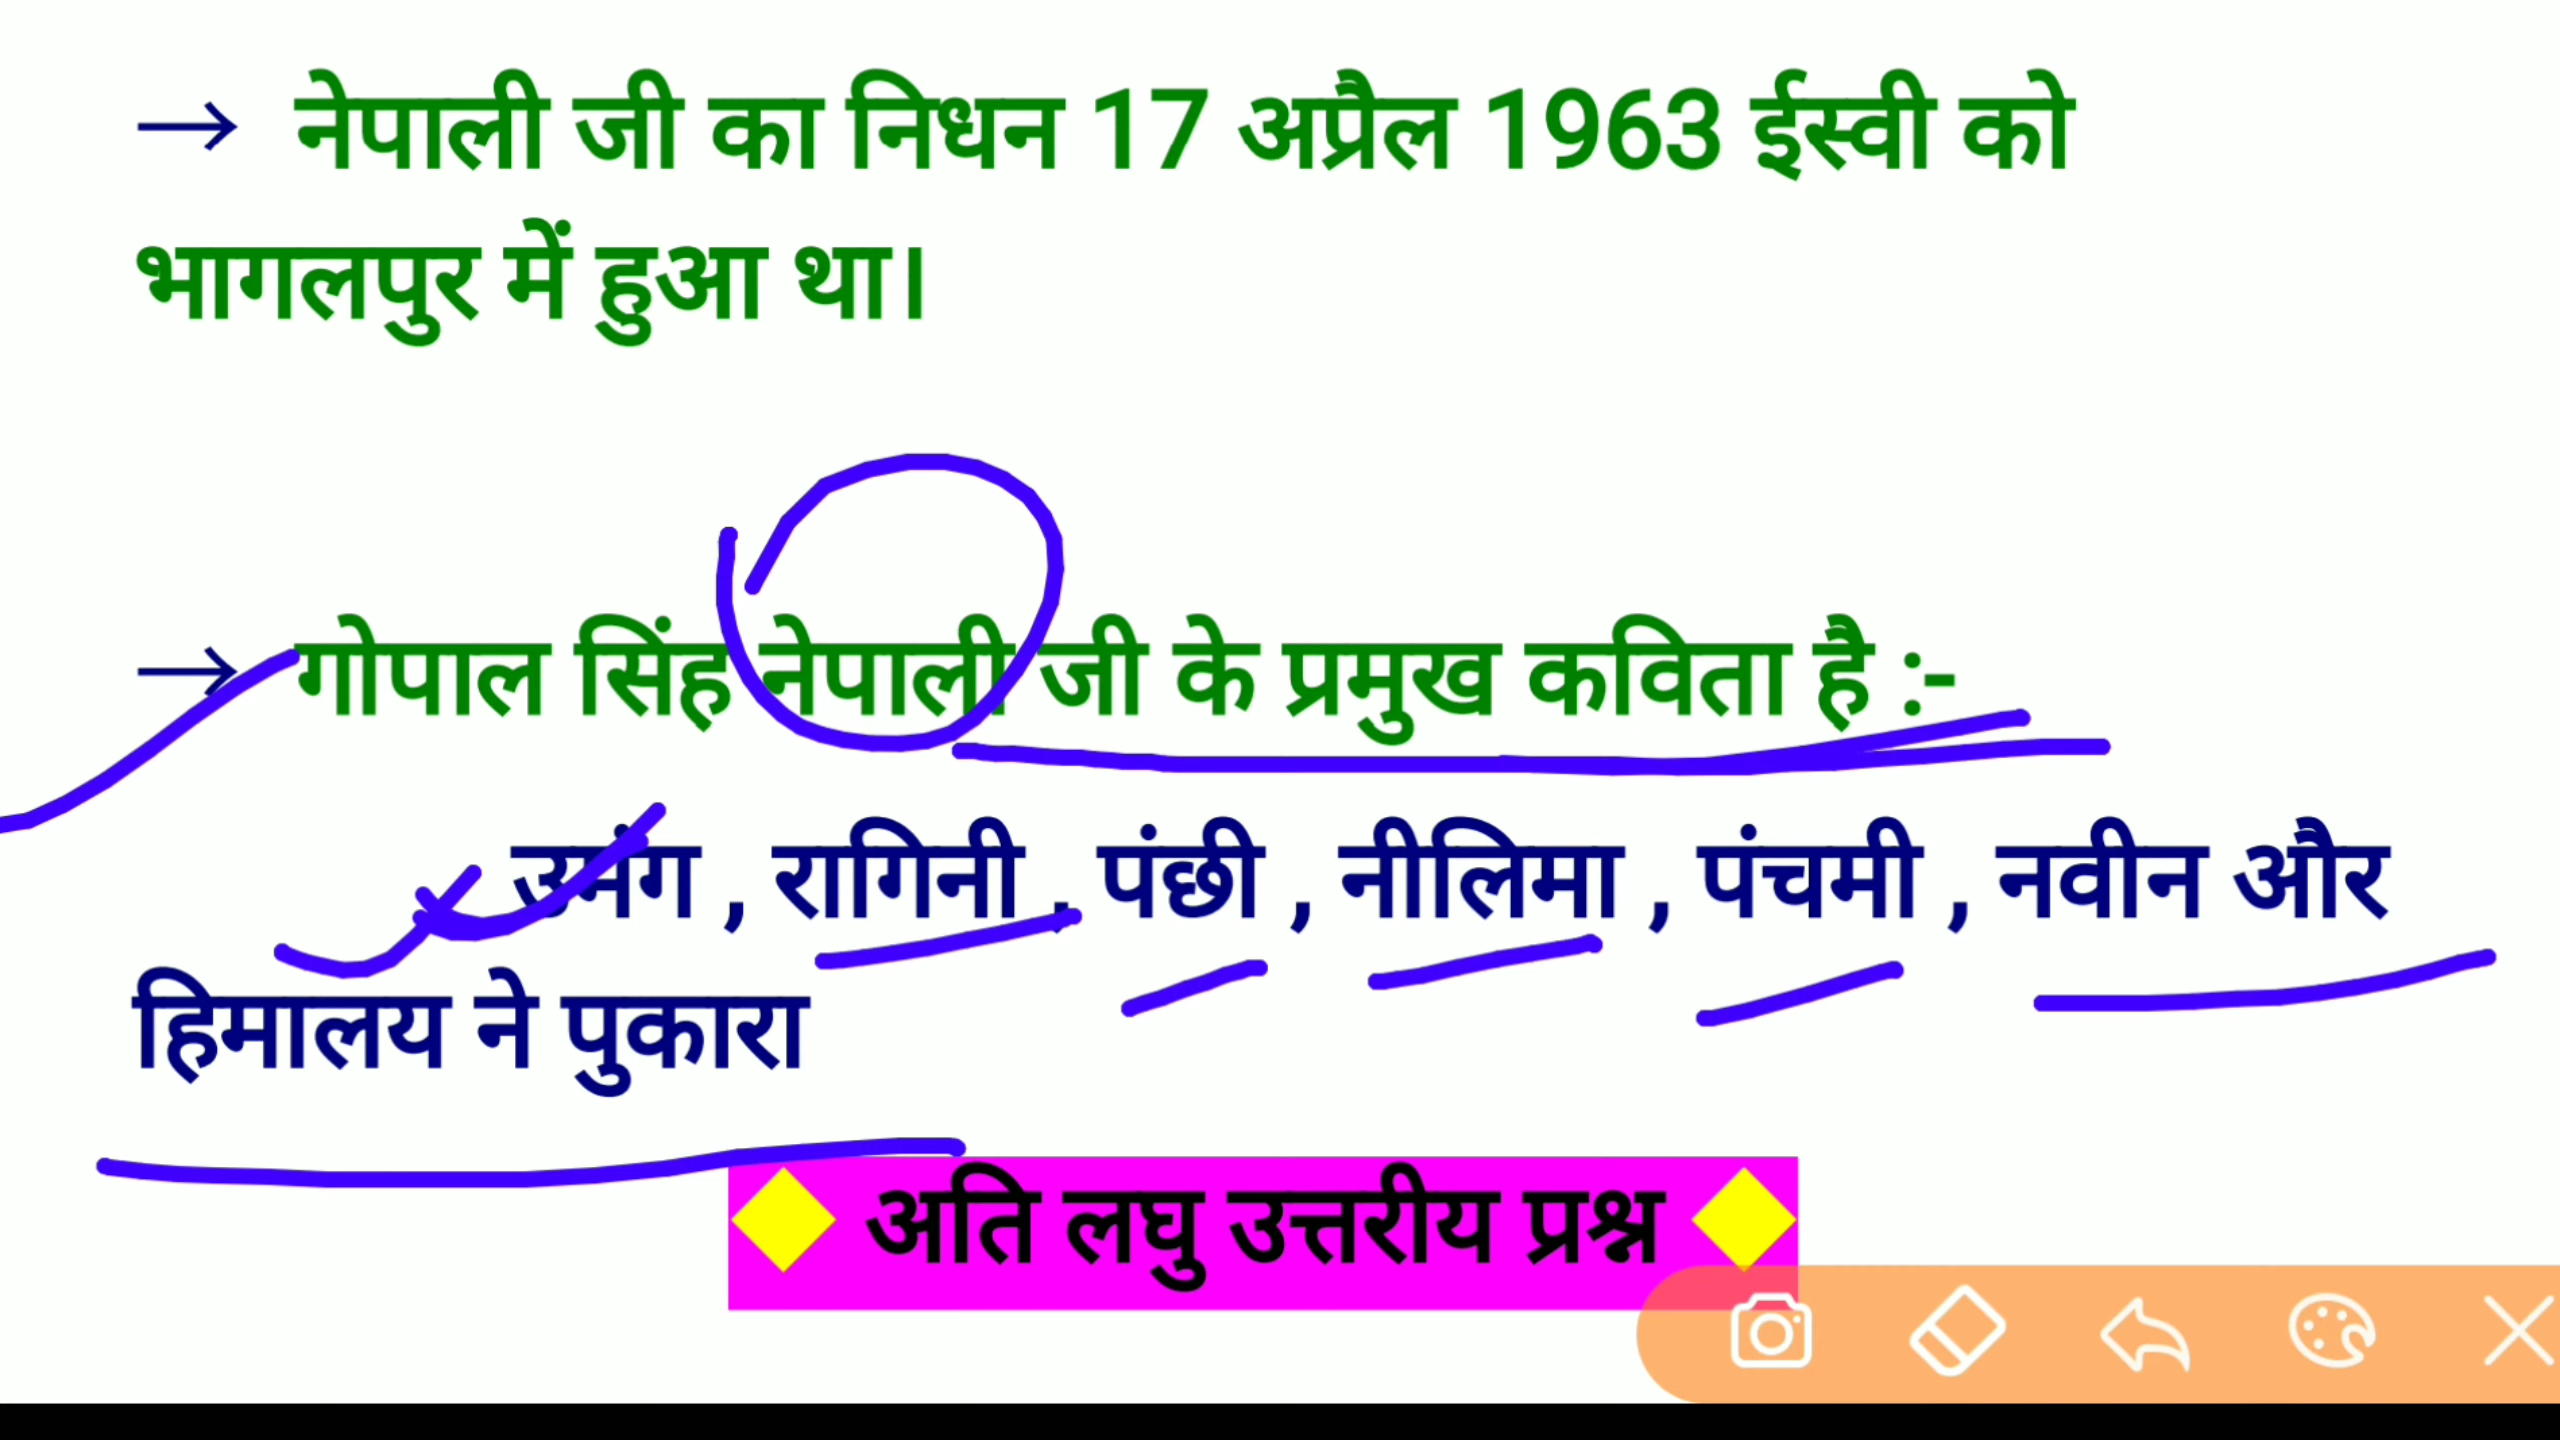 → नेपाली जी का निधन 17 अप्रैल 1963 ईस्वी को
भागलपुर में हुआ था।
→ गोपाल सिंह नेपाली जी के प्रमुख कविता है :-
उमंग , रागिनी , पंछी , नीलिमा , पंचमी , नवीन और
हिमालय ने पुकारा
अति लघु उत्तरीय प्रश्न